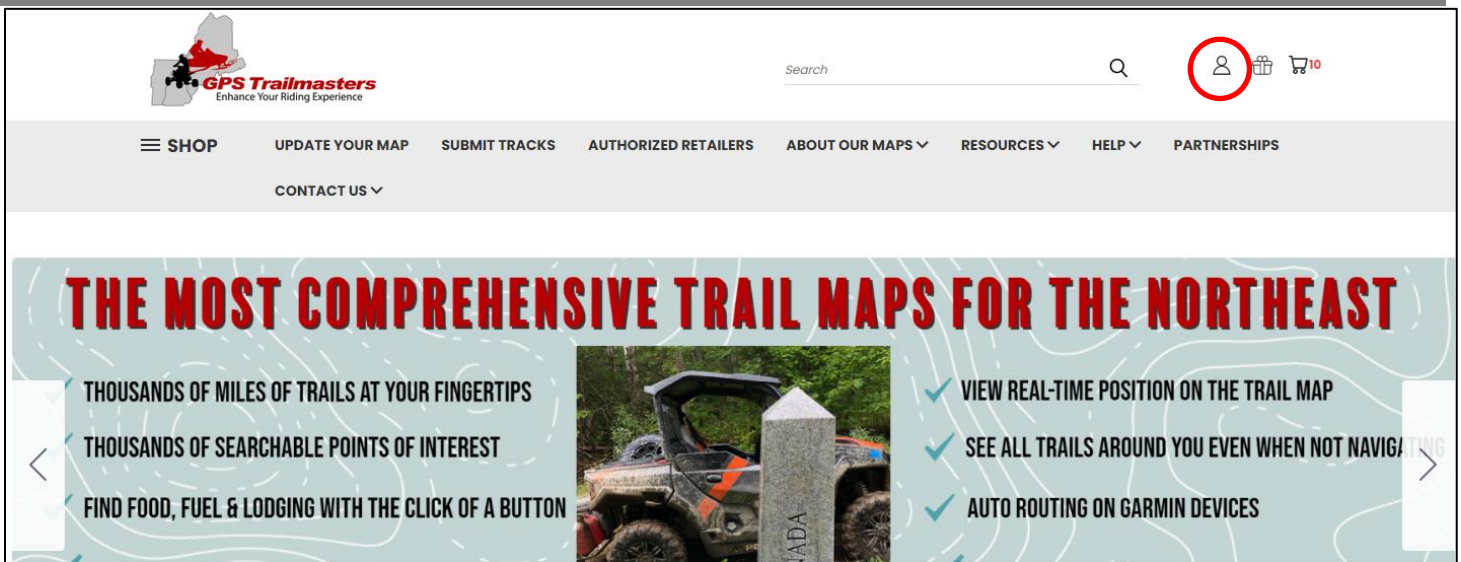 GPS Trailmasters
Enhance Your Riding Experience
Search
10
SHOP
UPDATE YOUR MAP
SUBMIT TRACKS
AUTHORIZED RETAILERS
ABOUT OUR MAPS
RESOURCES
HELP
PARTNERSHIPS
CONTACT US
THE MOST COMPREHENSIVE TRAIL MAPS FOR THE NORTHEAST
THOUSANDS OF MILES OF TRAILS AT YOUR FINGERTIPS
THOUSANDS OF SEARCHABLE POINTS OF INTEREST
FIND FOOD, FUEL & LODGING WITH THE CLICK OF A BUTTON
NADA
VIEW REAL-TIME POSITION ON THE TRAIL MAP
SEE ALL TRAILS AROUND YOU EVEN WHEN NOT NAVIGATING
AUTO ROUTING ON GARMIN DEVICES